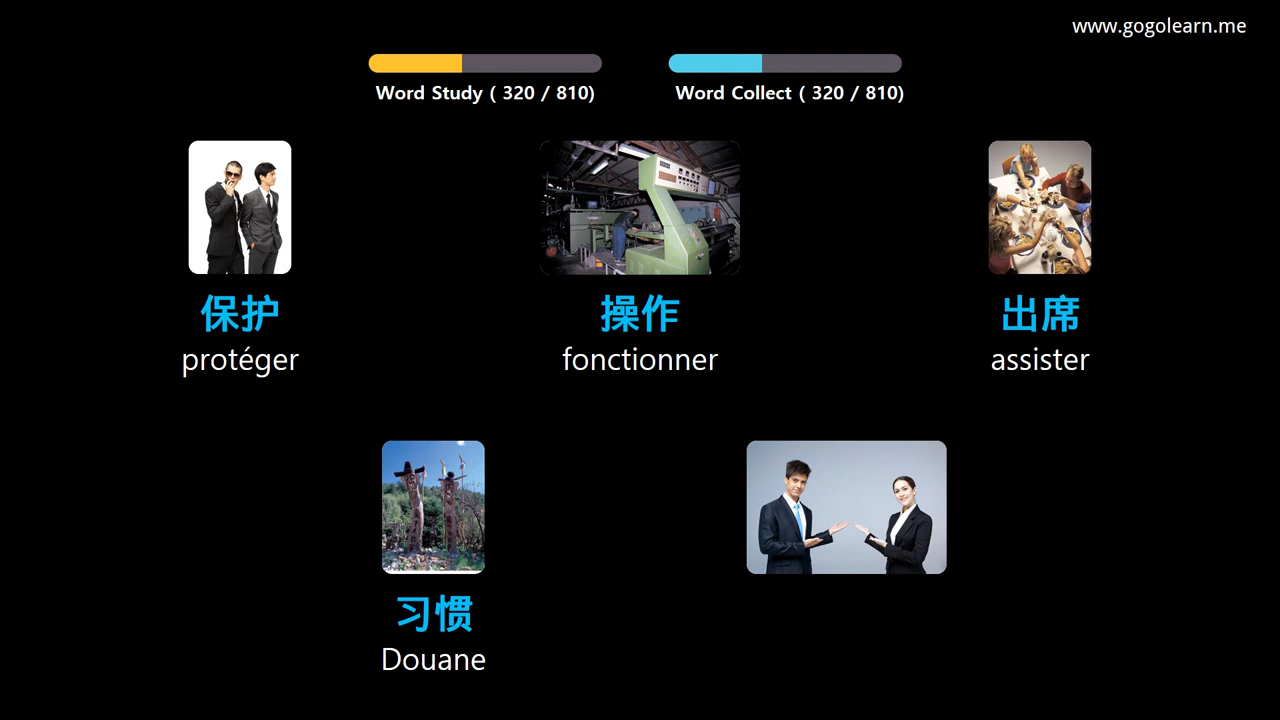 www.gogolearn.me
Word Study ( 320 / 810)
Word Collect ( 320 / 810)
保护
protéger
操作
fonctionner
出席
assister
习惯
Douane